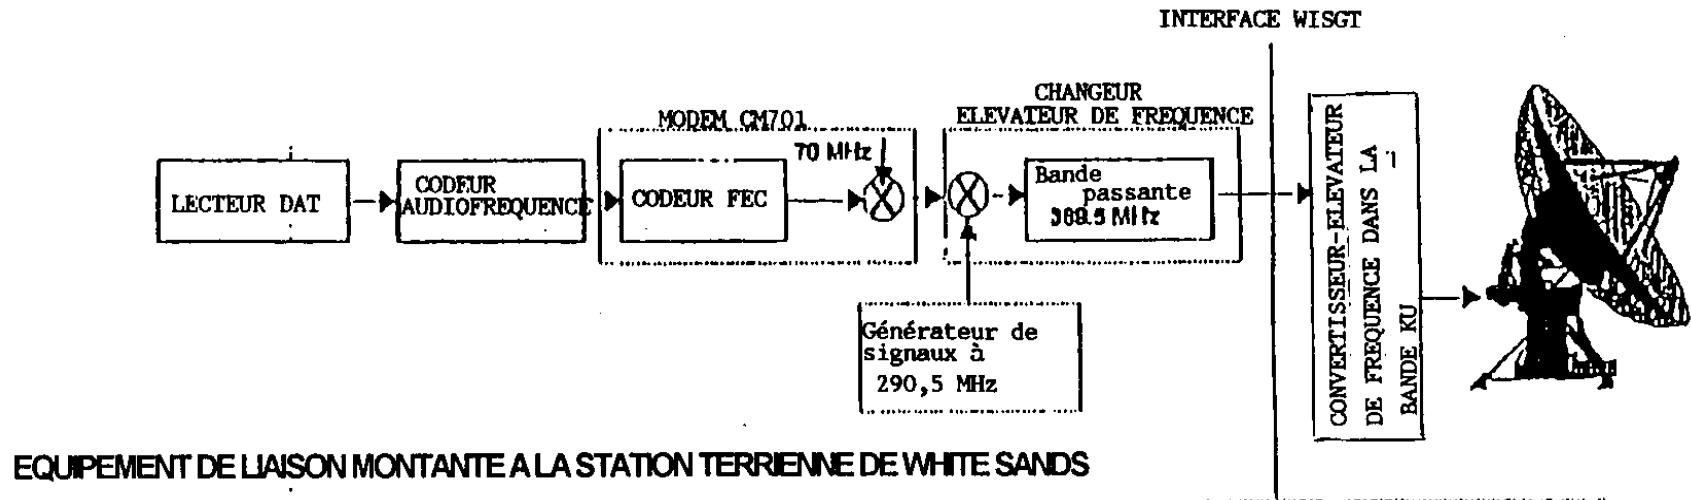 INTERFACE WISGT
CHANGEUR
ELEVATEUR DE FREQUENCE
MODEM CM701
70 MHz
LECTEUR DAT
CODEUR
AUDIOFREQUENCE
CODEUR FEC
Bande
passante
MHz
Générateur de
signaux à
290,5 MHz
CONVERTISSEUR-ELEVATEUR
DE FREQUENCE DANS LA
BANDE KU
EQUIPEMENT DE LIAISON MONTANTE A LA STATION TERRIENNE DE WHITE SANDS